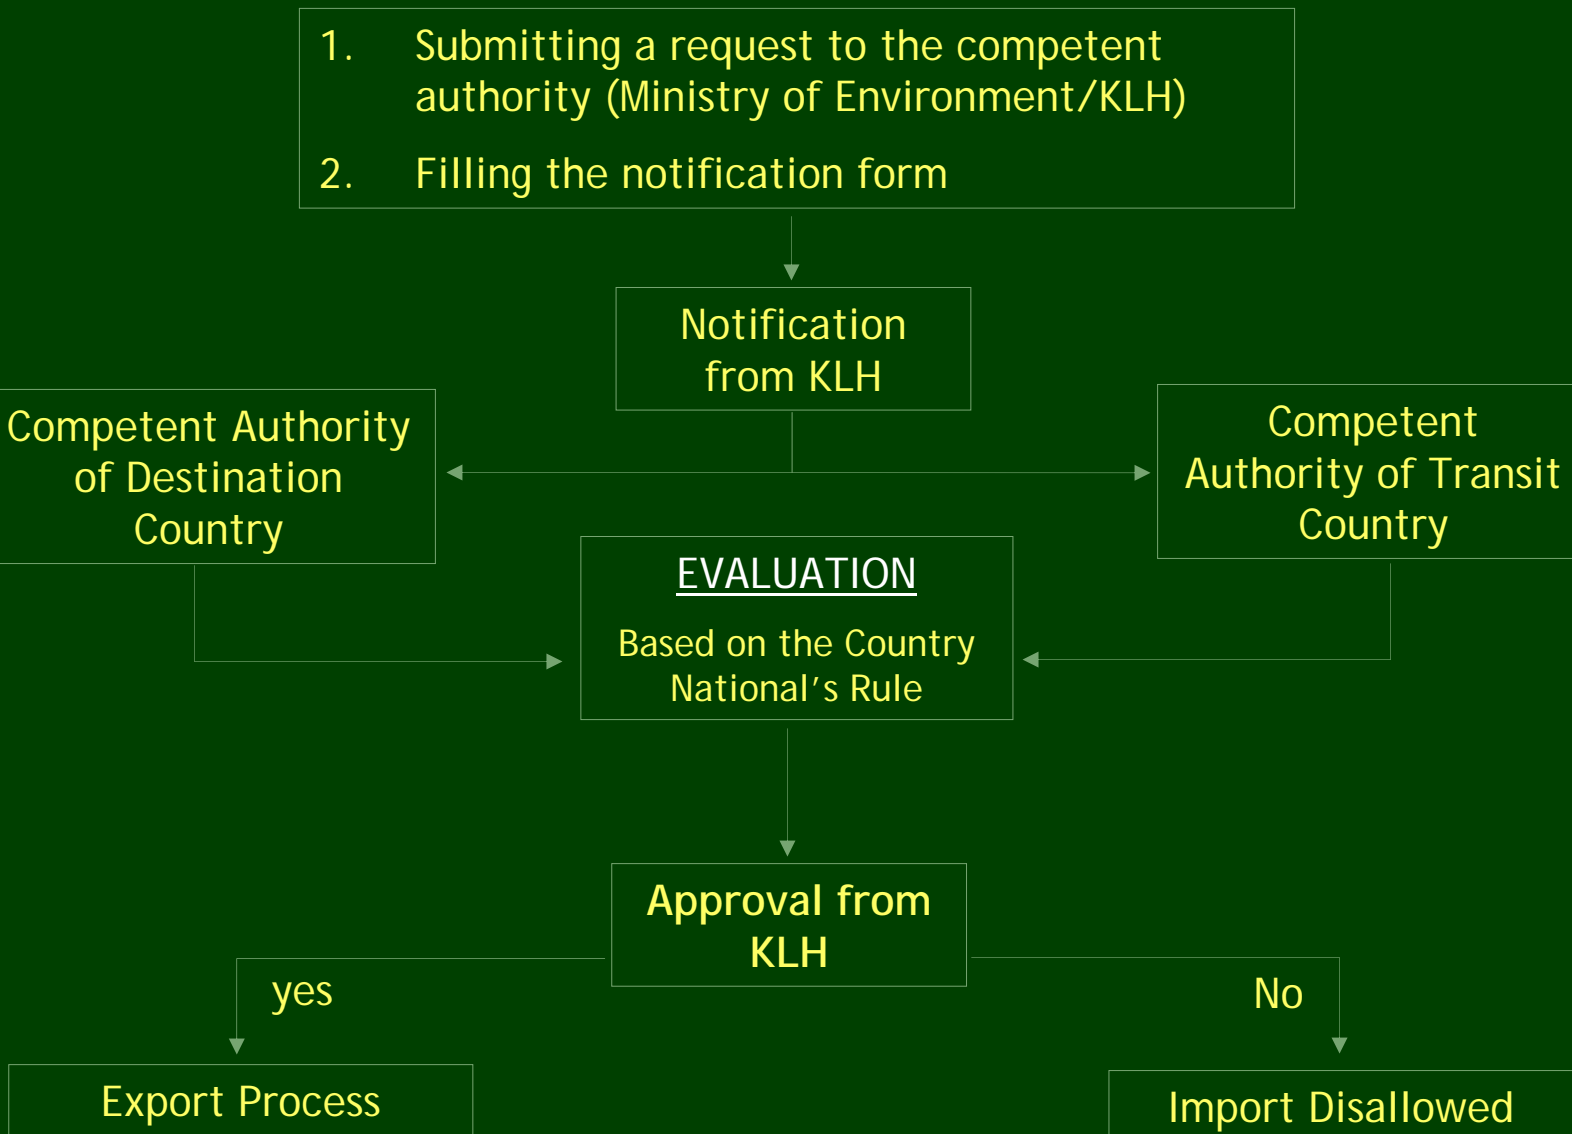 1. Submitting a request to the competent
authority (Ministry of Environment/KLH)
2. Filling the notification form
Notification
from KLH
Competent Authority
of Destination
Country
Competent
Authority of Transit
Country
EVALUATION
Based on the Country
National's Rule
Approval from
KLH
yes
No
Export Process
Import Disallowed